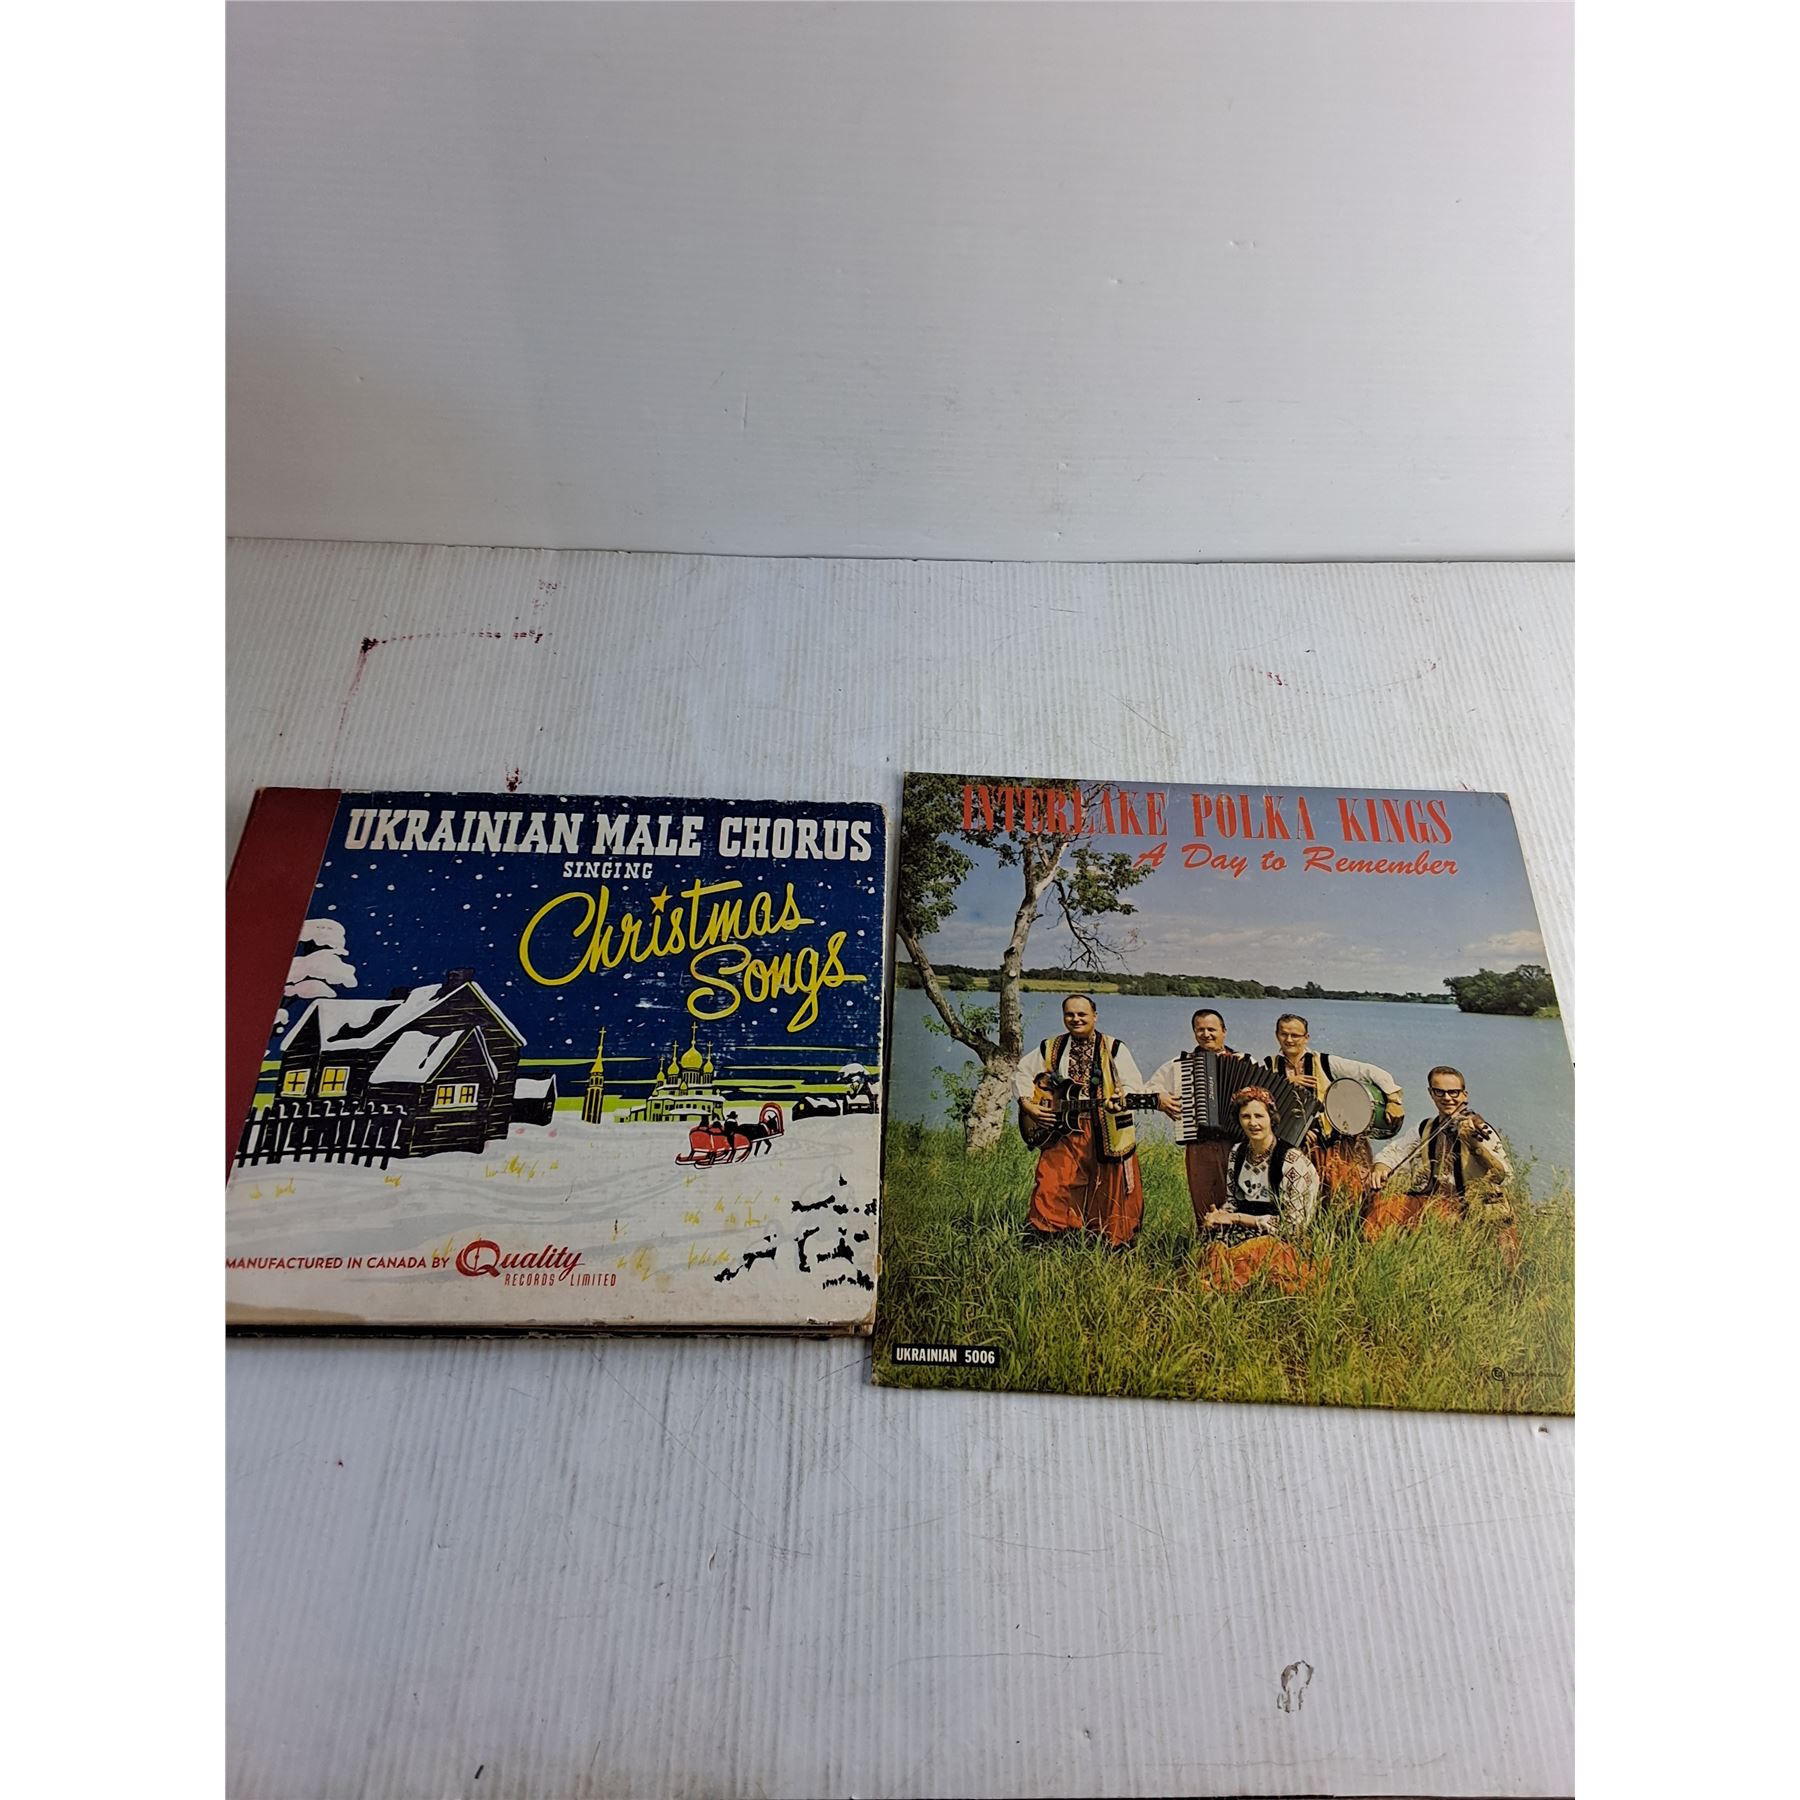 UKRAINIAN MALE CHORUS
SINGING
Christmas
Songs
MANUFACTURED IN CANADA BY Quality
RECORDS LIMITED
INTERLAKE POLKA KINGS
A Day to Remember
UKRAINIAN 5006